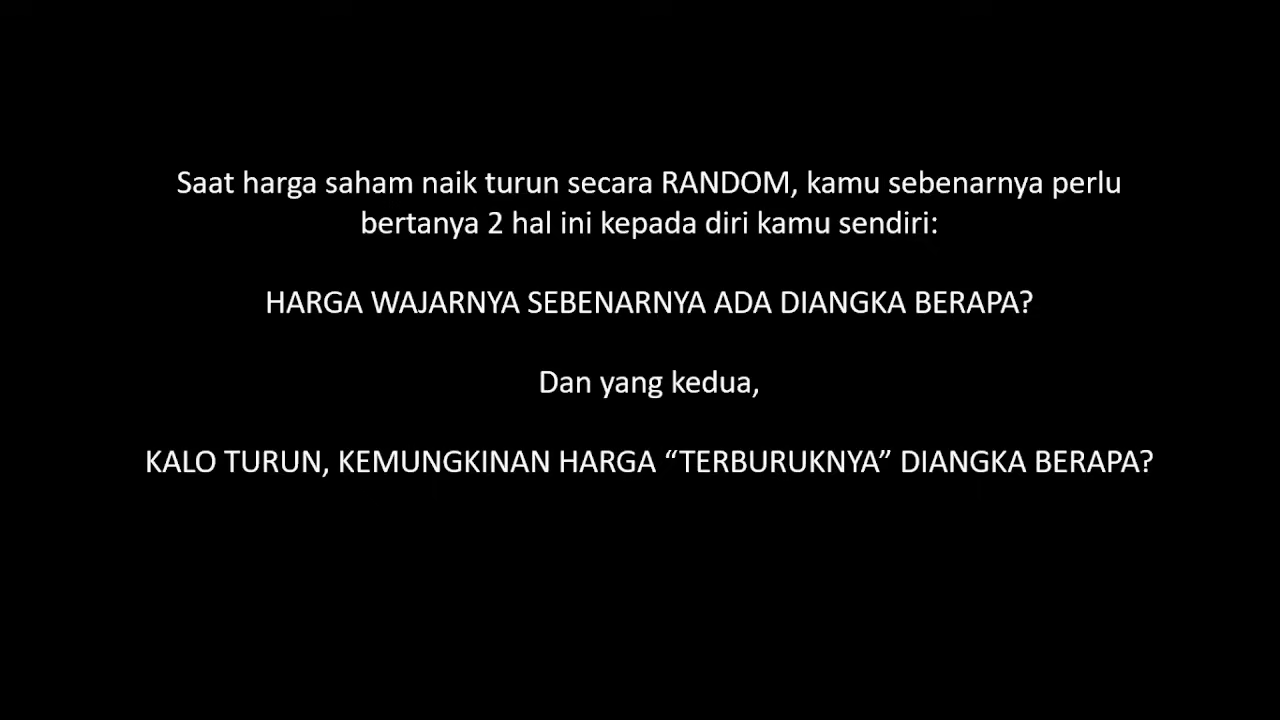 Saat harga saham naik turun secara RANDOM, kamu sebenarnya perlu
bertanya 2 hal ini kepada diri kamu sendiri:
HARGA WAJARNYA SEBENARNYA ADA DIANGKA BERAPA?
Dan yang kedua,
KALO TURUN, KEMUNGKINAN HARGA “TERBURUKNYA” DIANGKA BERAPA?